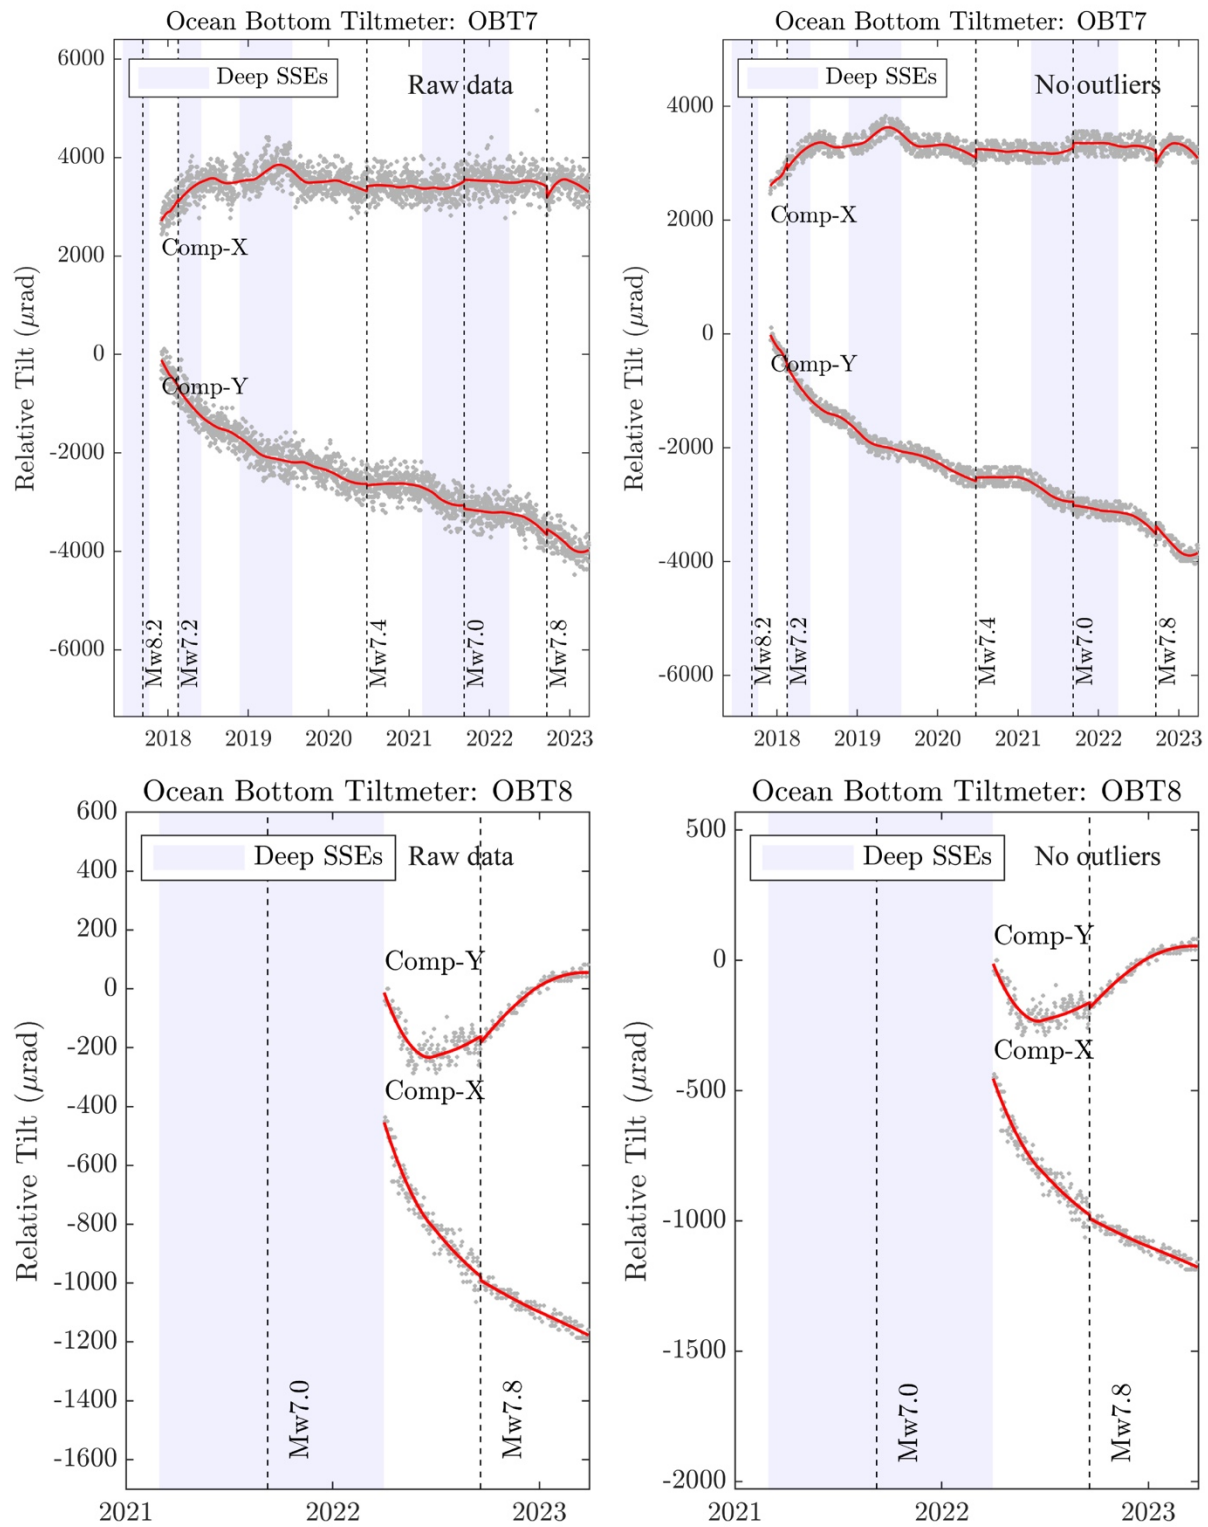 Ocean Bottom Tiltmeter: OBT7
Relative Tilt (μrad)
6000
4000
2000
0
-2000
-4000
-6000
Deep SSEs
Raw data
Comp-X
Comp-Y
Mw8.2
Mw7.2
Mw7.4
Mw7.0
Mw7.8
2018 2019 2020 2021 2022 2023
Ocean Bottom Tiltmeter: OBT7
Relative Tilt (μrad)
4000
2000
0
-2000
-4000
-6000
Deep SSEs
No outliers
Comp-X
Comp-Y
Mw8.2
Mw7.2
Mw7.4
Mw7.0
Mw7.8
2018 2019 2020 2021 2022 2023
Ocean Bottom Tiltmeter: OBT8
Relative Tilt (μrad)
600
400
200
0
-200
-400
-600
-800
-1000
-1200
-1400
-1600
Deep SSEs
Raw data
Comp-Y
Comp-X
Mw7.0
Mw7.8
2021 2022 2023
Ocean Bottom Tiltmeter: OBT8
Relative Tilt (μrad)
500
0
-500
-1000
-1500
-2000
Deep SSEs
No outliers
Comp-Y
Comp-X
Mw7.0
Mw7.8
2021 2022 2023